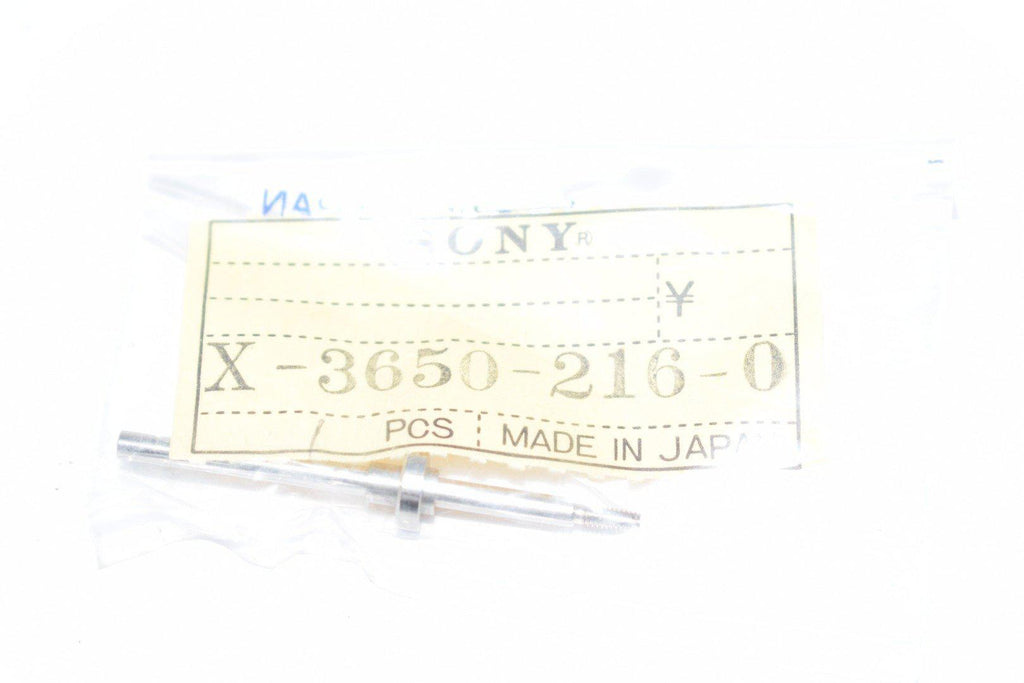 SONY®
¥
X-3650-216-0
PCS MADE IN JAPAN